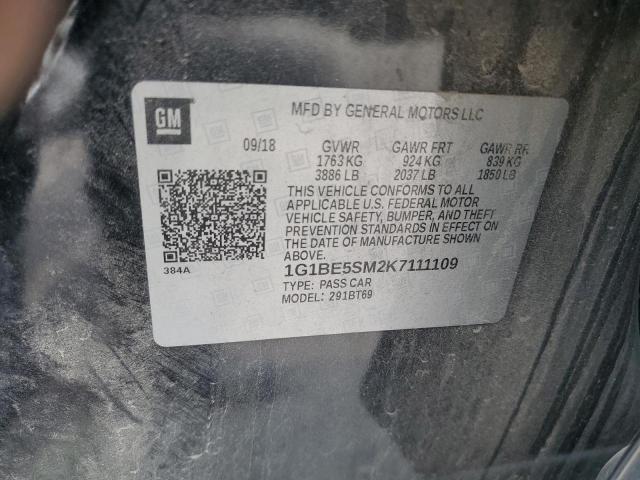 GM
MFD BY GENERAL MOTORS LLC
09/18 GVWR GAWR FRT GAWR RR
1763 KG 924 KG 839 KG
3886 LB 2037 LB 1850 LB
THIS VEHICLE CONFORMS TO ALL
APPLICABLE U.S. FEDERAL MOTOR
VEHICLE SAFETY, BUMPER, AND THEFT
PREVENTION STANDARDS IN EFFECT ON
THE DATE OF MANUFACTURE SHOWN
ABOVE.
384A
1G1BE5SM2K7111109
TYPE: PASS CAR
MODEL: 291BT69